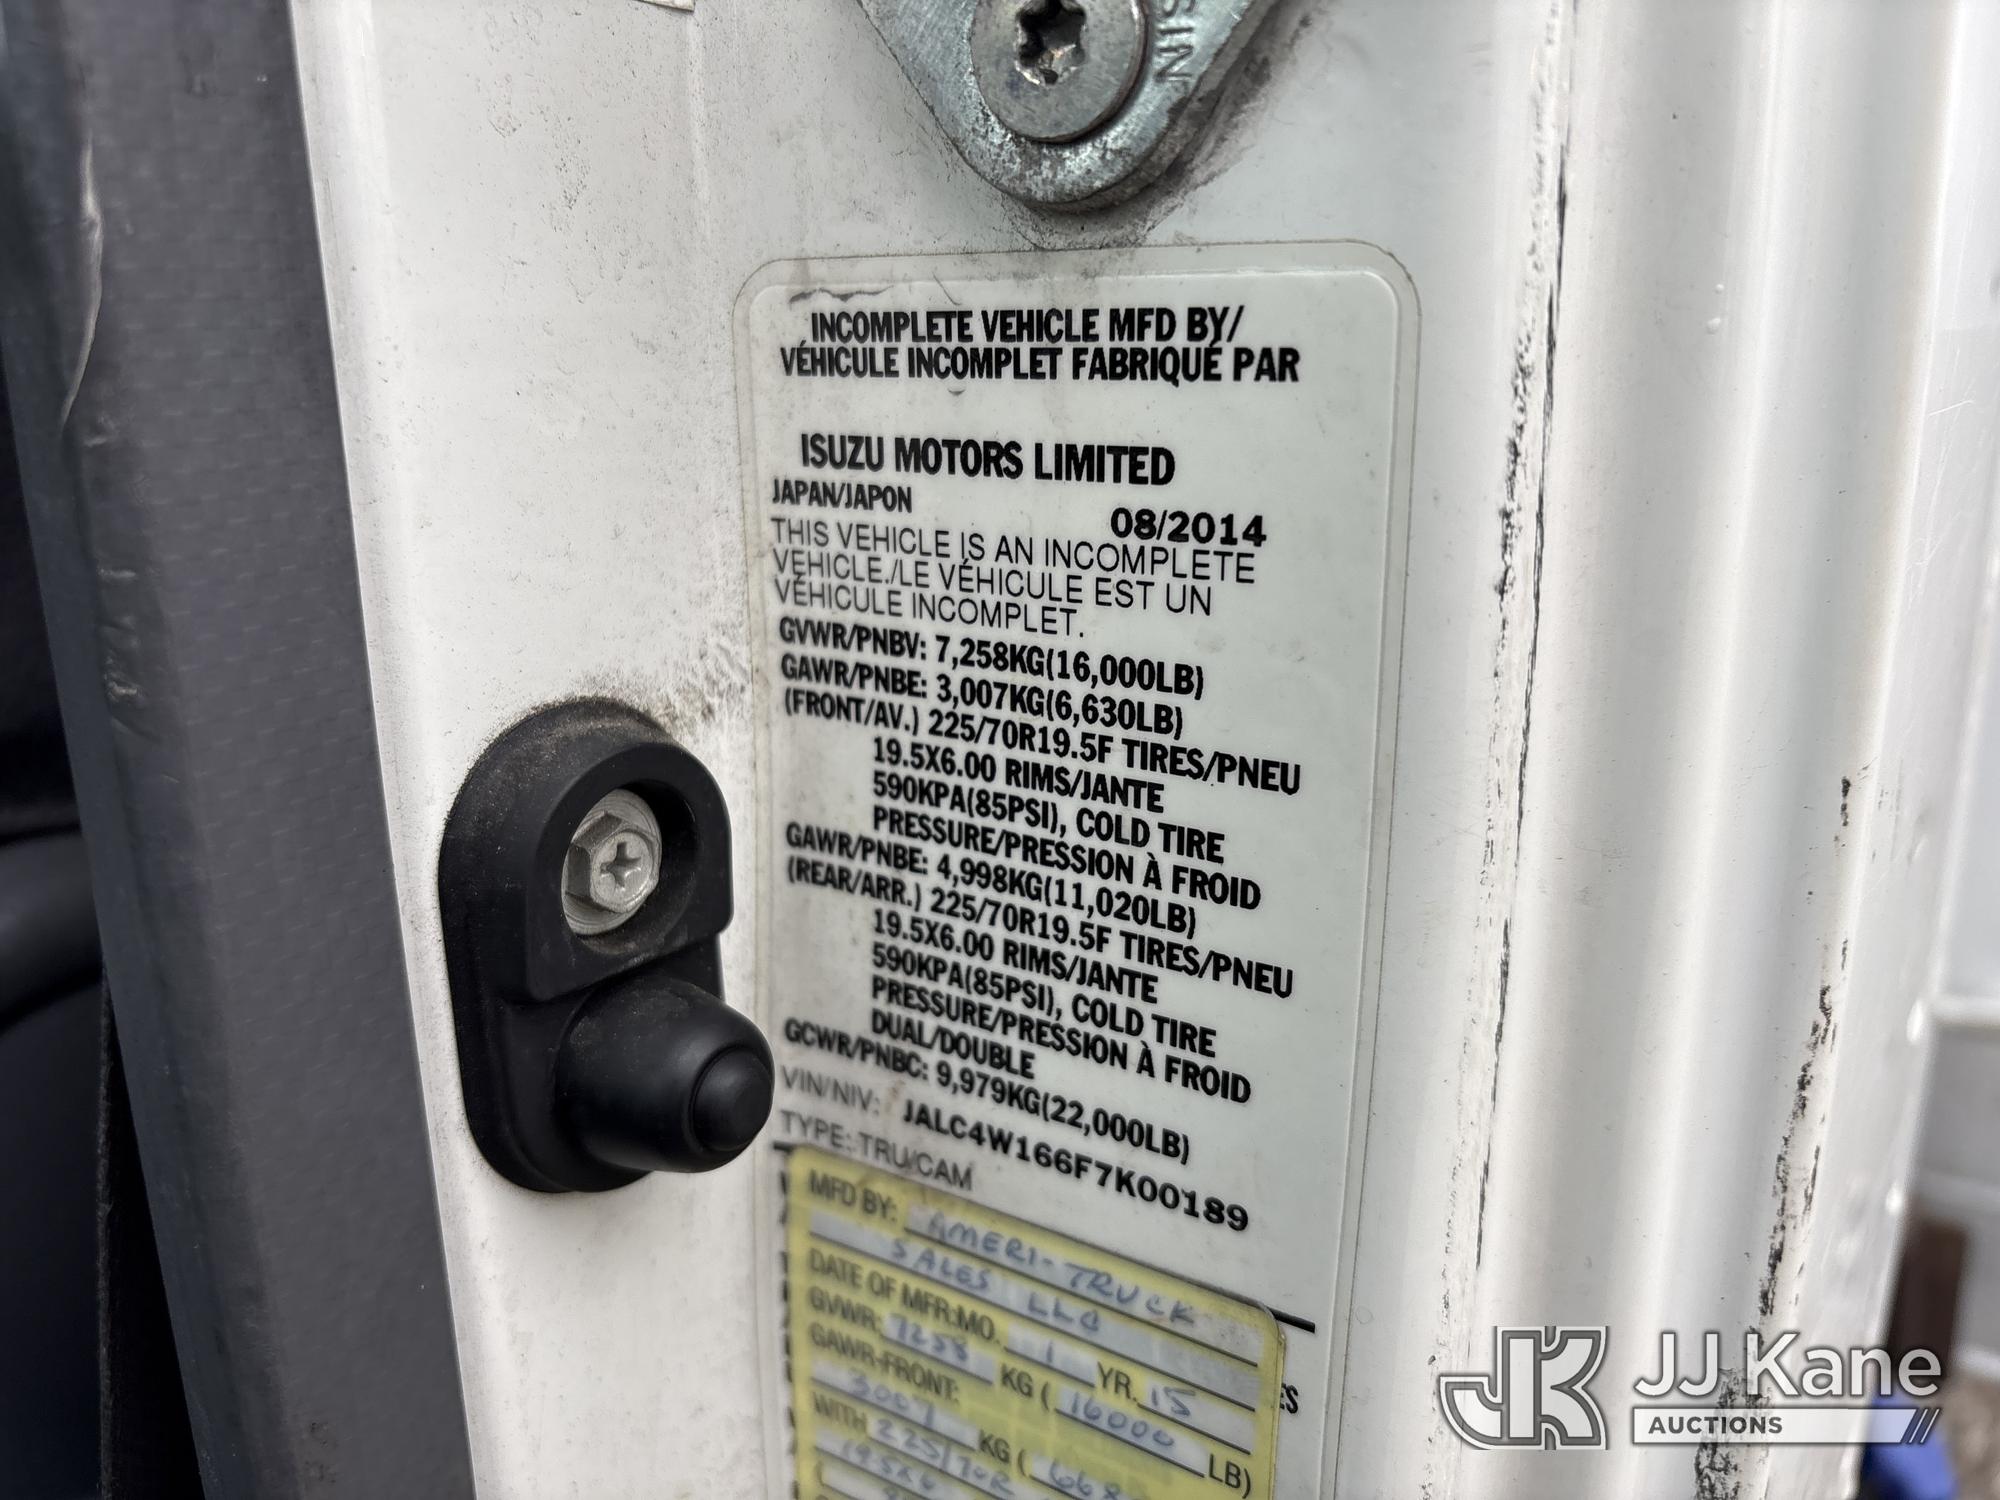 INCOMPLETE VEHICLE MFD BY/
VÉHICULE INCOMPLET FABRIQUÉ PAR
ISUZU MOTORS LIMITED
JAPAN/JAPON
08/2014
THIS VEHICLE IS AN INCOMPLETE
VEHICLE./LE VÉHICULE EST UN
VÉHICULE INCOMPLET.
GVWR/PNBV: 7,258KG(16,000LB)
GAWR/PNBE: 3,007KG(6,630LB)
(FRONT/AV.) 225/70R19.5F TIRES/PNEU
19.5X6.00 RIMS/JANTE
590KPA(85PSI), COLD TIRE
PRESSURE/PRESSION À FROID
GAWR/PNBE: 4,998KG(11,020LB)
(REAR/ARR.) 225/70R19.5F TIRES/PNEU
19.5X6.00 RIMS/JANTE
590KPA(85PSI), COLD TIRE
PRESSURE/PRESSION À FROID
DUAL/DOUBLE
GCWR/PNBC: 9,979KG(22,000LB)
VIN/NIV: JALC4W166F7K00189
TYPE: TRU/CAM
MFD BY: AMERI-TRUCK
SALES LLC
DATE OF MFR:MO. 1 YR. 15
GVWR: 7258 KG ( 16000 LB)
GAWR-FRONT:
3007 KG (
WITH 225/70R
19.5X6
ES
SIN
JJ Kane
AUCTIONS